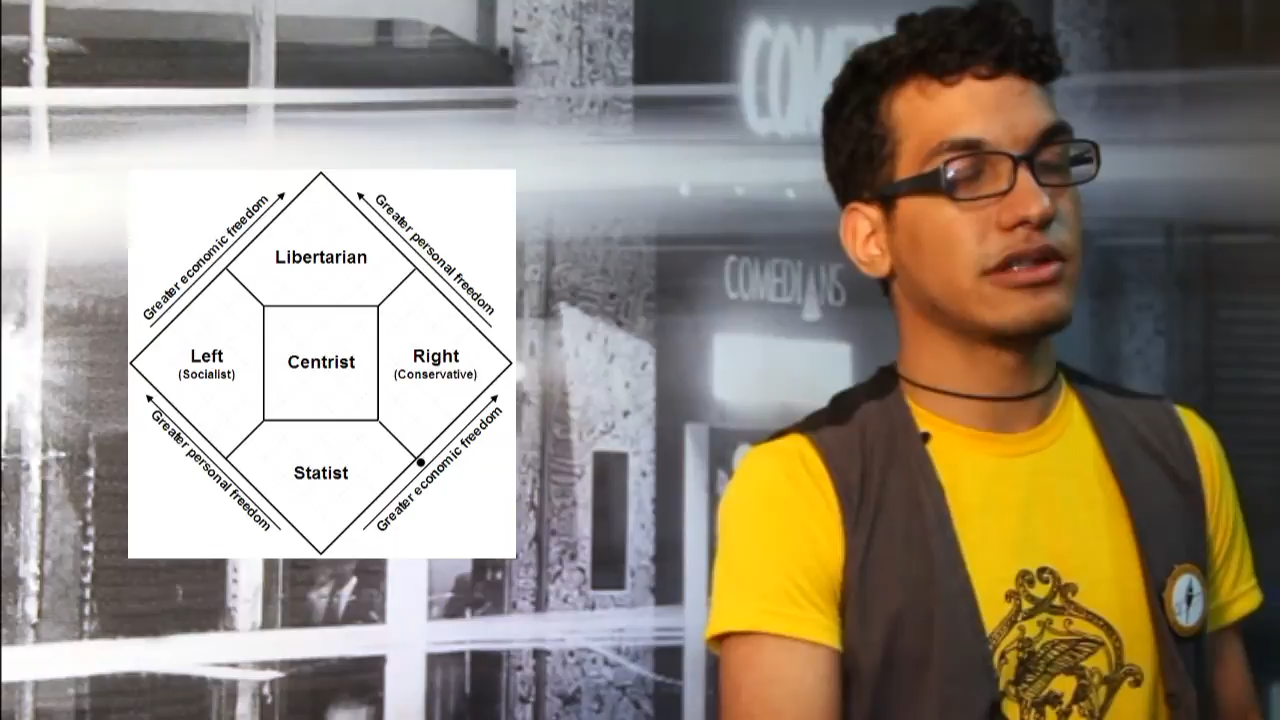 COME
COMEDIANS
Greater economic freedom
Greater personal freedom
Libertarian
Left
(Socialist)
Centrist
Right
(Conservative)
Statist
Greater personal freedom
Greater economic freedom